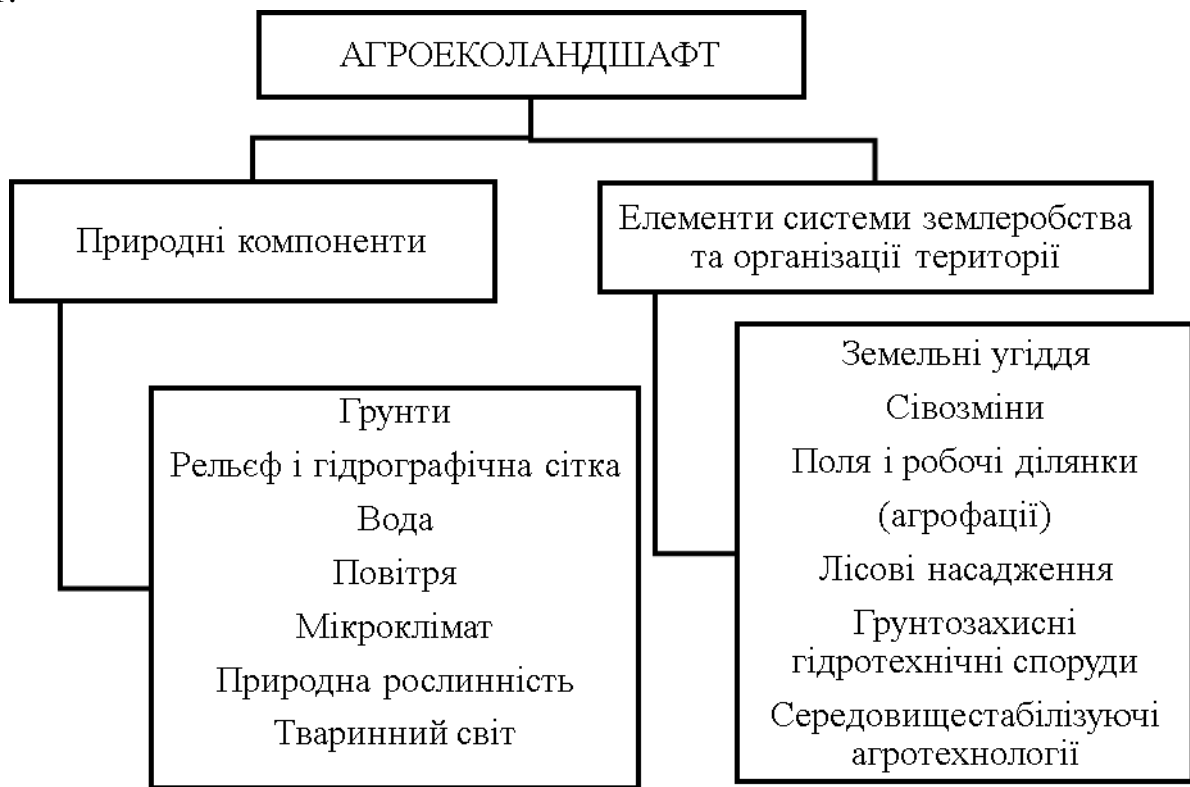 АГРОЕКОЛАНДШАФТ
Природні компоненти
Грунти
Рельєф і гідрографічна сітка
Вода
Повітря
Мікроклімат
Природна рослинність
Тваринний світ
Елементи системи землеробства
та організації території
Земельні угіддя
Сівозміни
Поля і робочі ділянки
(агрофації)
Лісові насадження
Грунтозахисні
гідротехнічні споруди
Середовищестабілізуючі
агротехнології